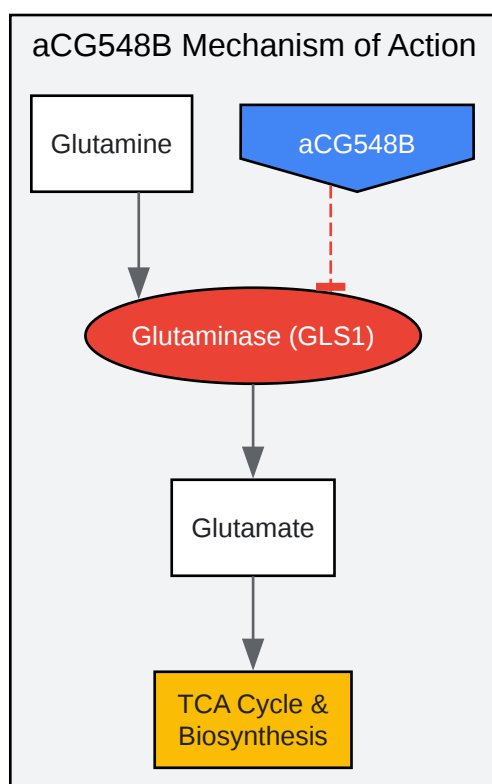 aCG548B Mechanism of Action
Glutamine
aCG548B
Glutaminase (GLS1)
Glutamate
TCA Cycle &
Biosynthesis